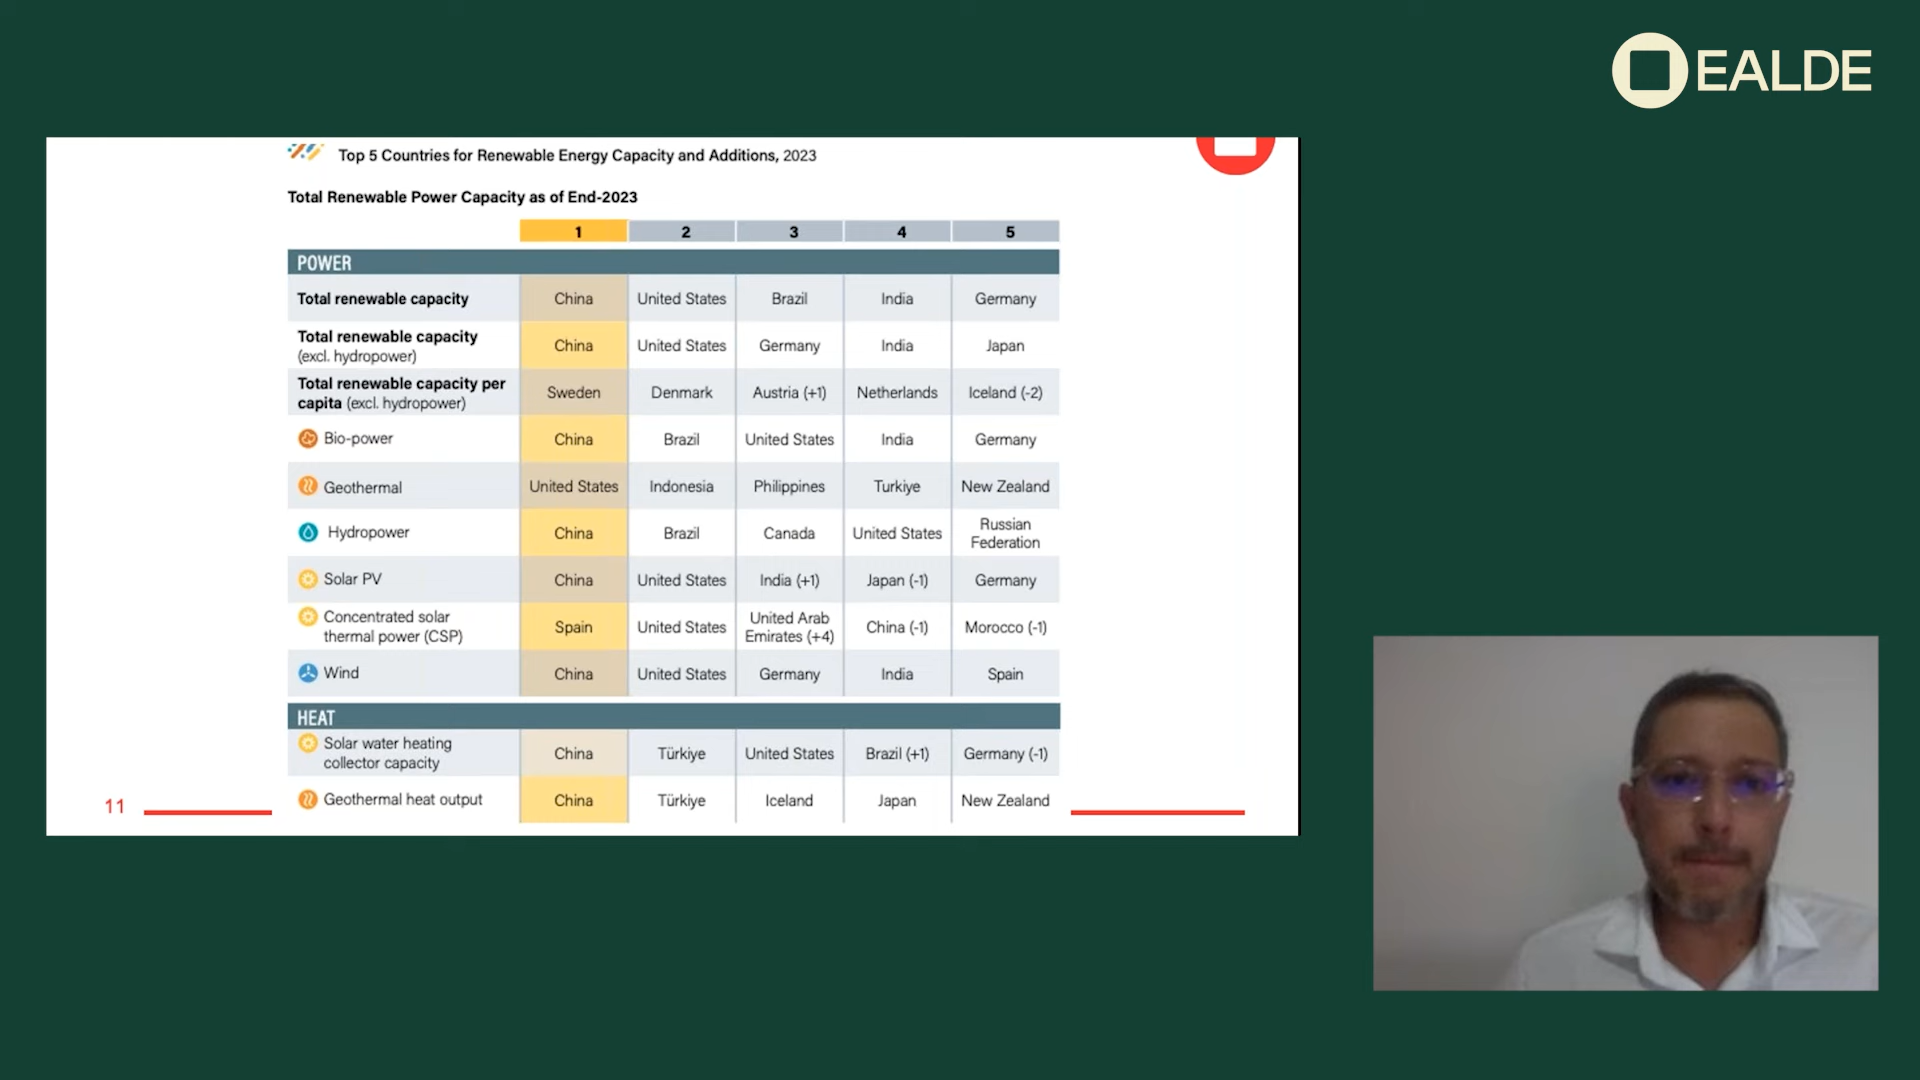 EALDE
Top 5 Countries for Renewable Energy Capacity and Additions, 2023
Total Renewable Power Capacity as of End-2023
1 2 3 4 5
POWER
Total renewable capacity China United States Brazil India Germany
Total renewable capacity
(excl. hydropower) China United States Germany India Japan
Total renewable capacity per
capita (excl. hydropower) Sweden Denmark Austria (+1) Netherlands Iceland (-2)
Bio-power China Brazil United States India Germany
Geothermal United States Indonesia Philippines Turkiye New Zealand
Hydropower China Brazil Canada United States Russian
Federation
Solar PV China United States India (+1) Japan (-1) Germany
Concentrated solar
thermal power (CSP) Spain United States United Arab
Emirates (+4) China (-1) Morocco (-1)
Wind China United States Germany India Spain
HEAT
Solar water heating
collector capacity China Türkiye United States Brazil (+1) Germany (-1)
Geothermal heat output China Türkiye Iceland Japan New Zealand
11